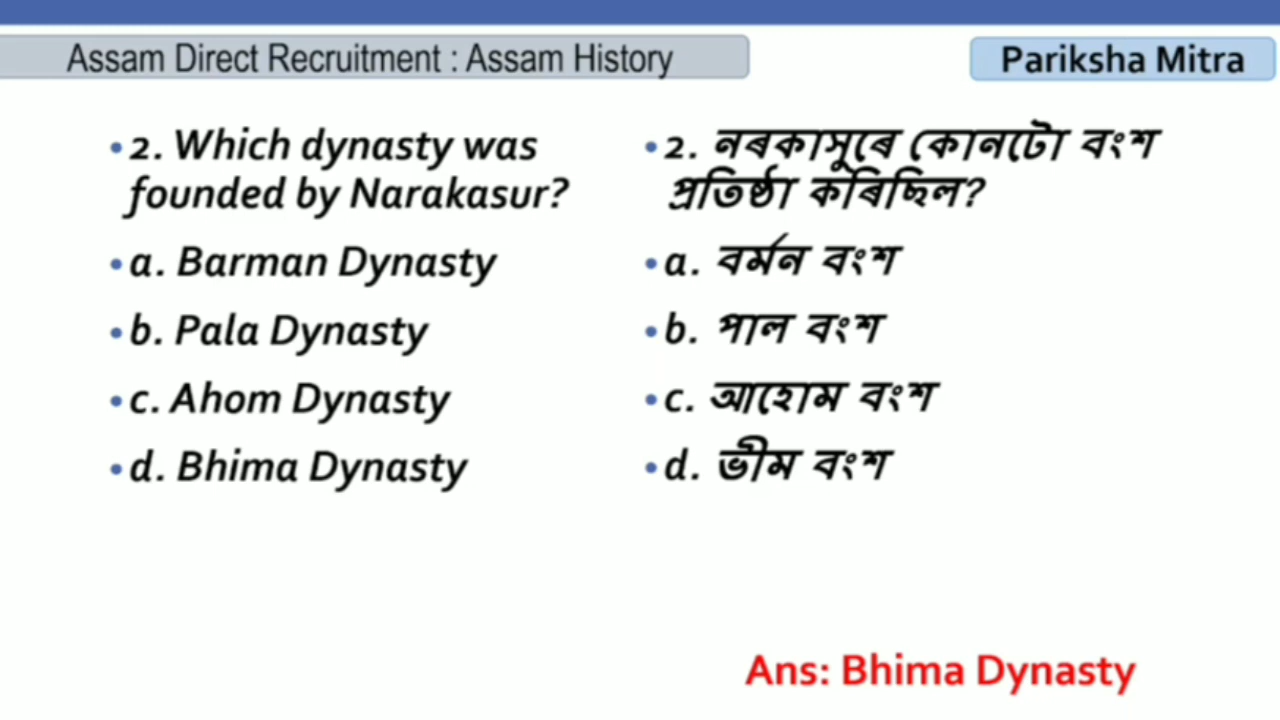 Assam Direct Recruitment : Assam History
Pariksha Mitra
• 2. Which dynasty was
founded by Narakasur?
• a. Barman Dynasty
• b. Pala Dynasty
• c. Ahom Dynasty
• d. Bhima Dynasty
• 2. নৰকাসুৰে কোনটো বংশ
প্ৰতিষ্ঠা কৰিছিল?
• a. বৰ্মন বংশ
• b. পাল বংশ
• c. আহোম বংশ
• d. ভীম বংশ
Ans: Bhima Dynasty